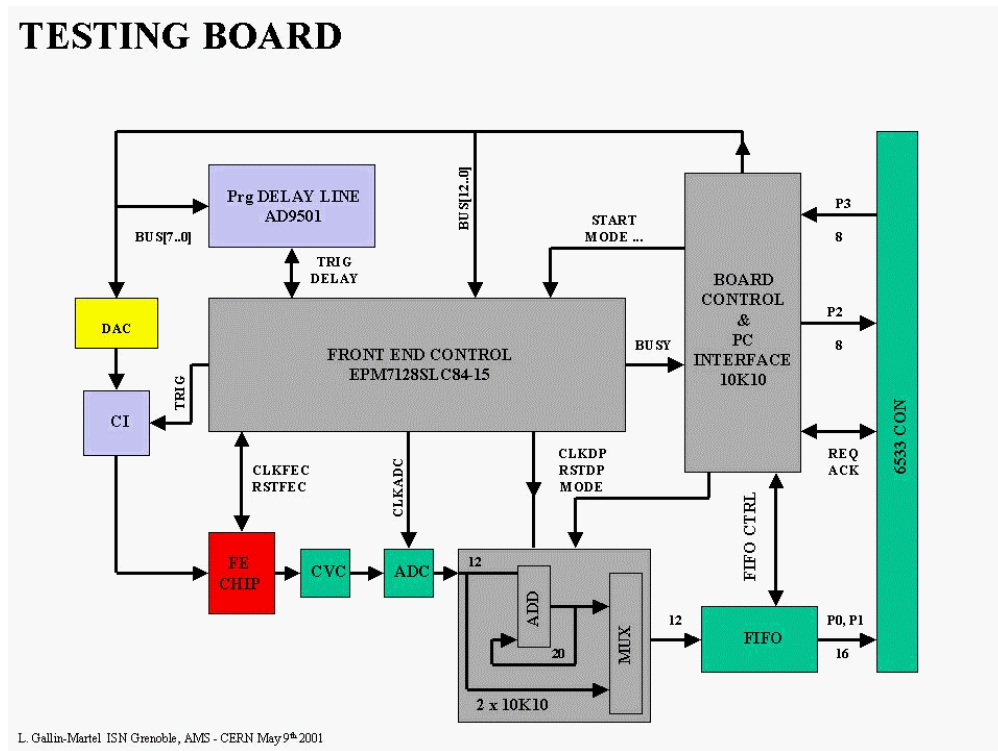 TESTING BOARD
Prg DELAY LINE
AD9501
BUS[7..0]
BUS[12..0]
TRIG
DELAY
START
MODE ...
P3
8
BOARD
CONTROL
&
PC
INTERFACE
10K10
P2
8
DAC
FRONT END CONTROL
EPM7128SLC84-15
BUSY
CI
TRIG
REQ
ACK
6533 CON
CLKFEC
RSTFEC
CLKADC
CLKDP
RSTDP
MODE
FIFO CTRL
FE
CHIP
CVC
ADC
12
ADD
20
MUX
2 x 10K10
12
FIFO
P0, P1
16
L. Gallin-Martel ISN Grenoble, AMS - CERN May 9th 2001